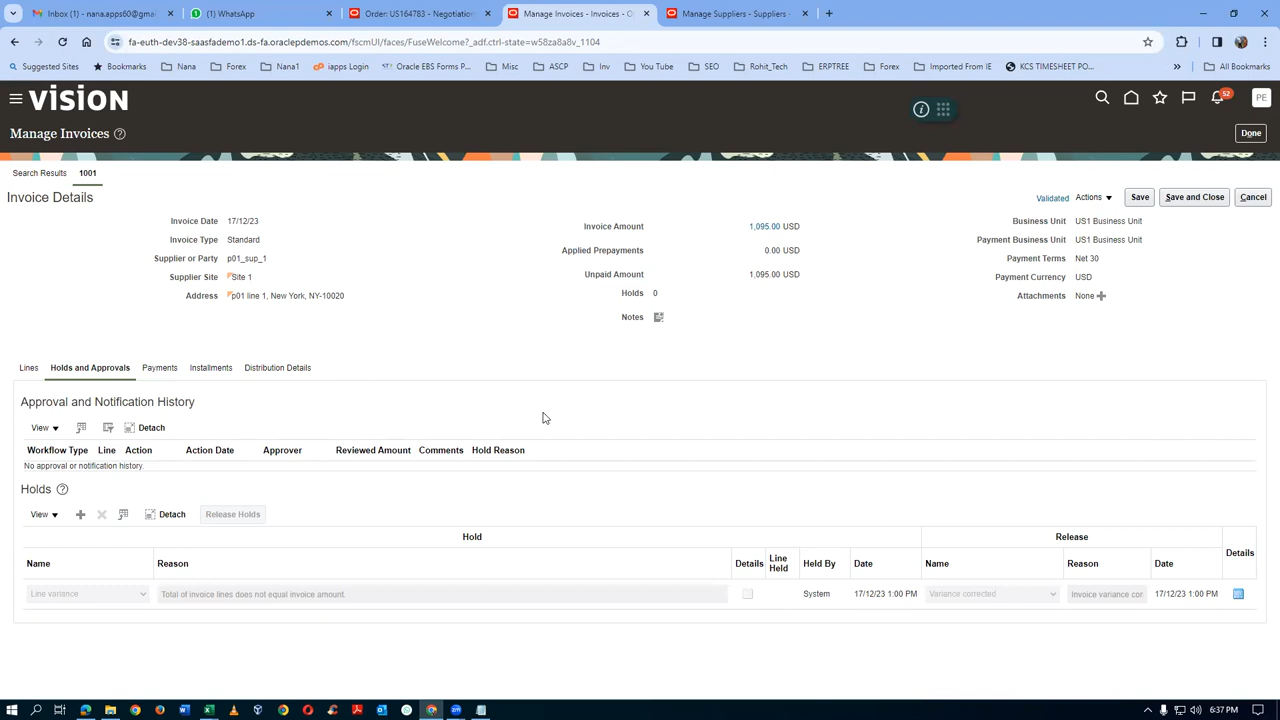 nana.apps60@gmail
(1) WhatsApp
Order: US164783 - Negotiation
Manage Invoices - Invoices - O
Manage Suppliers - Suppliers -
fa-euth-dev38-saasfademo1.ds-fa.oraclepdemos.com/fscmUI/faces/FuseWelcome?_adf.ctrl-state=w58za8a8v_1104
Suggested Sites Bookmarks Nana Forex Nana1 iapps Login Oracle EBS Forms P... Misc ASCP Inv You Tube SEO Rohit_Tech ERPTREE Forex Imported From IE KCS TIMESHEET PO... » All Bookmarks
VISION
52
PE
Manage Invoices
Done
Search Results 1001
Invoice Details
Validated Actions Save Save and Close Cancel
Invoice Date 17/12/23
Invoice Type Standard
Supplier or Party p01_sup_1
Supplier Site Site 1
Address p01 line 1, New York, NY-10020
Invoice Amount 1,095.00 USD
Applied Prepayments 0.00 USD
Unpaid Amount 1,095.00 USD
Holds 0
Notes
Business Unit US1 Business Unit
Payment Business Unit US1 Business Unit
Payment Terms Net 30
Payment Currency USD
Attachments None
Lines Holds and Approvals Payments Installments Distribution Details
Approval and Notification History
View Detach
Workflow Type Line Action Action Date Approver Reviewed Amount Comments Hold Reason
No approval or notification history.
Holds
View Detach Release Holds
Hold Release
Name Reason Details Line Held Held By Date Name Reason Date Details
Line variance Total of invoice lines does not equal invoice amount. System 17/12/23 1:00 PM Variance corrected Invoice variance cor 17/12/23 1:00 PM
6:37 PM